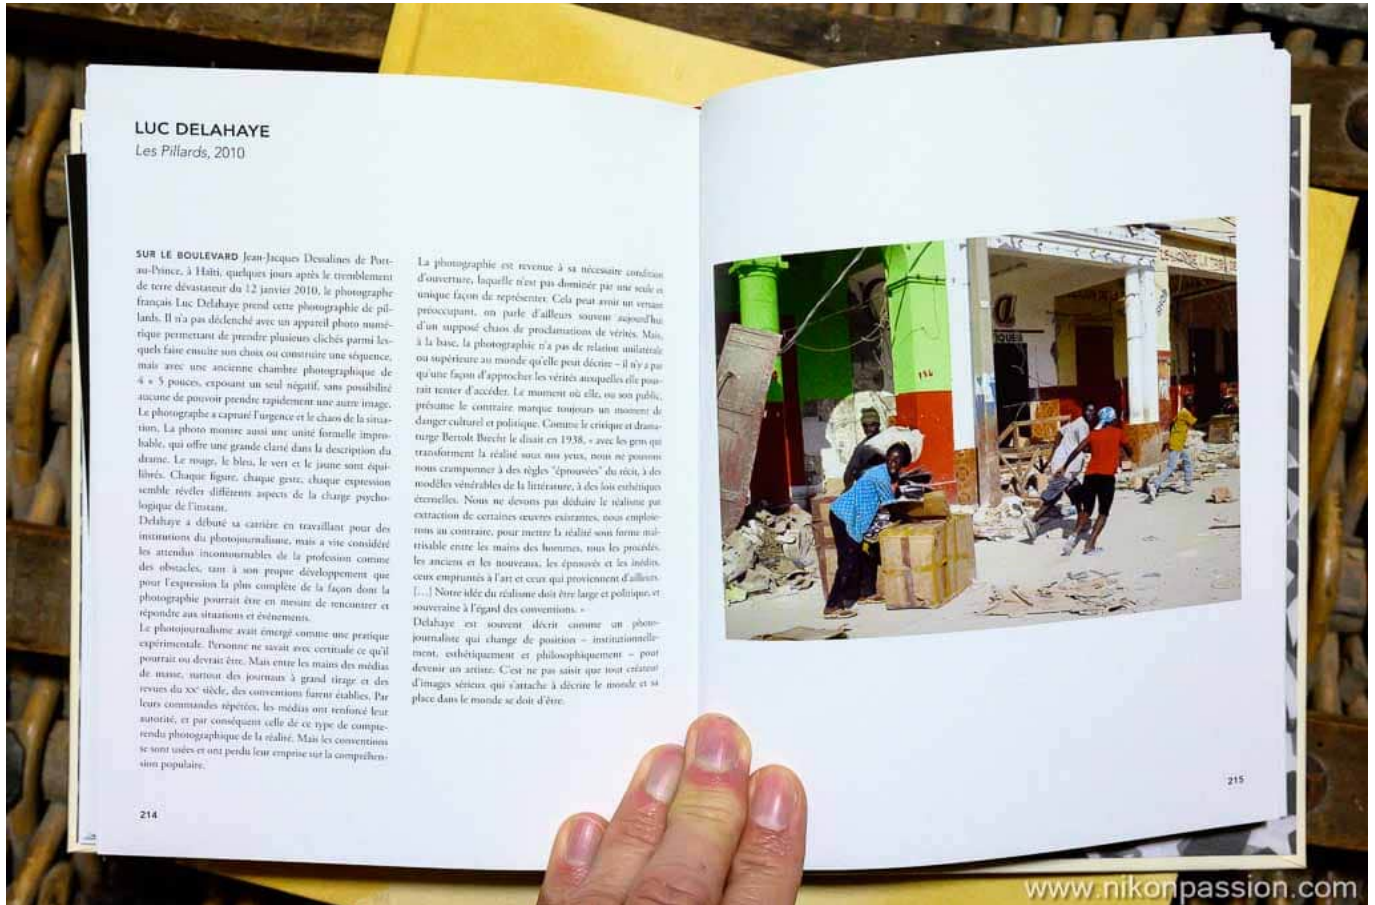 LUC DELAHAYE
Les Pillards, 2010
SUR LE BOULEVARD Jean-Jacques Dessalines de Port-
au-Prince, à Haïti, quelques jours après le tremblement
de terre dévastateur du 12 janvier 2010, le photographe
français Luc Delahaye prend cette photographie de pil-
lards. Il n'a pas déclenché avec un appareil photo numé-
rique permettant de prendre plusieurs clichés parmi les-
quels faire ensuite son choix ou construire une séquence,
mais avec une ancienne chambre photographique de
4 × 5 pouces, exposant un seul négatif, sans possibilité
aucune de pouvoir prendre rapidement une autre image.
Le photographe a capturé l'urgence et le chaos de la situa-
tion. La photo montre aussi une unité formelle impro-
bable, qui offre une grande clarté dans la description du
drame. Le rouge, le bleu, le vert et le jaune sont équi-
librés. Chaque figure, chaque geste, chaque expression
semble révéler différents aspects de la charge psycho-
logique de l'instant.
Delahaye a débuté sa carrière en travaillant pour des
institutions du photojournalisme, mais a vite considéré
les attendus incontournables de la profession comme
des obstacles, tant à son propre développement que
pour l'expression la plus complète de la façon dont la
photographie pourrait être en mesure de rencontrer et
répondre aux situations et événements.
Le photojournalisme avait émergé comme une pratique
expérimentale. Personne ne savait avec certitude ce qu'il
pourrait ou devrait être. Mais entre les mains des médias
de masse, surtout des journaux à grand tirage et des
revues du XXe siècle, des conventions furent établies. Par
leurs commandes répétées, les médias ont renforcé leur
autorité, et par conséquent celle de ce type de compte-
rendu photographique de la réalité. Mais les conventions
se sont usées et ont perdu leur emprise sur la compréhen-
sion populaire.
La photographie est revenue à sa nécessaire condition
d'ouverture, laquelle n'est pas dominée par une seule et
unique façon de représenter. Cela peut avoir un versant
préoccupant, on parle d'ailleurs souvent aujourd'hui
d'un supposé chaos de proclamations de vérités. Mais,
à la base, la photographie n'a pas de relation unilatérale
ou supérieure au monde qu'elle peut décrire – il n'y a pas
qu'une façon d'approcher les vérités auxquelles elle pour-
rait tenter d'accéder. Le moment où elle, ou son public,
présume le contraire marque toujours un moment de
danger culturel et politique. Comme le critique et drama-
turge Bertolt Brecht le disait en 1938, « avec les gens qui
transforment la réalité sous nos yeux, nous ne pouvons
nous cramponner à des règles "éprouvées" du récit, à des
modèles vénérables de la littérature, à des lois esthétiques
éternelles. Nous ne devons pas déduire le réalisme par
extraction de certaines œuvres existantes, nous emploie-
rons au contraire, pour mettre la réalité sous forme maî-
trisable entre les mains des hommes, tous les procédés,
les anciens et les nouveaux, les éprouvés et les inédits,
ceux empruntés à l'art et ceux qui proviennent d'ailleurs.
[…] Notre idée du réalisme doit être large et politique, et
souveraine à l'égard des conventions. »
Delahaye est souvent décrit comme un photo-
journaliste qui change de position – institutionnelle-
ment, esthétiquement et philosophiquement – pour
devenir un artiste. C'est ne pas saisir que tout créateur
d'images sérieux qui s'attache à décrire le monde et sa
place dans le monde se doit d'être.
214
136
215
www.nikonpassion.com